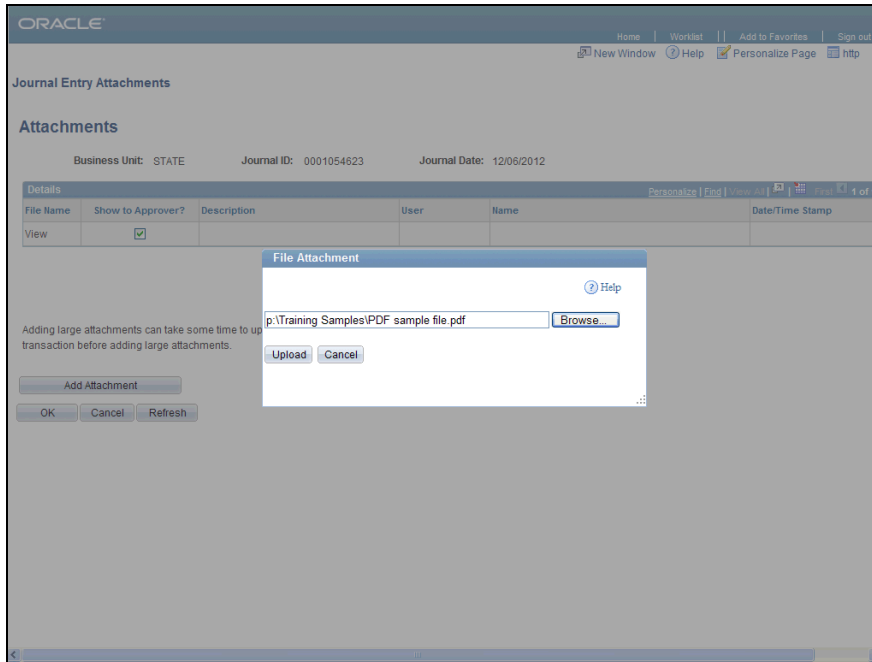 ORACLE
Home | Worklist | | Add to Favorites | Sign out
New Window Help Personalize Page http
Journal Entry Attachments
Attachments
Business Unit: STATE Journal ID: 0001054623 Journal Date: 12/06/2012
Details Personalize | Find | View All | | First 1 of
File Name Show to Approver? Description User Name Date/Time Stamp
View
File Attachment
? Help
p:\Training Samples\PDF sample file.pdf Browse...
Upload Cancel
Adding large attachments can take some time to up
transaction before adding large attachments.
Add Attachment
OK Cancel Refresh